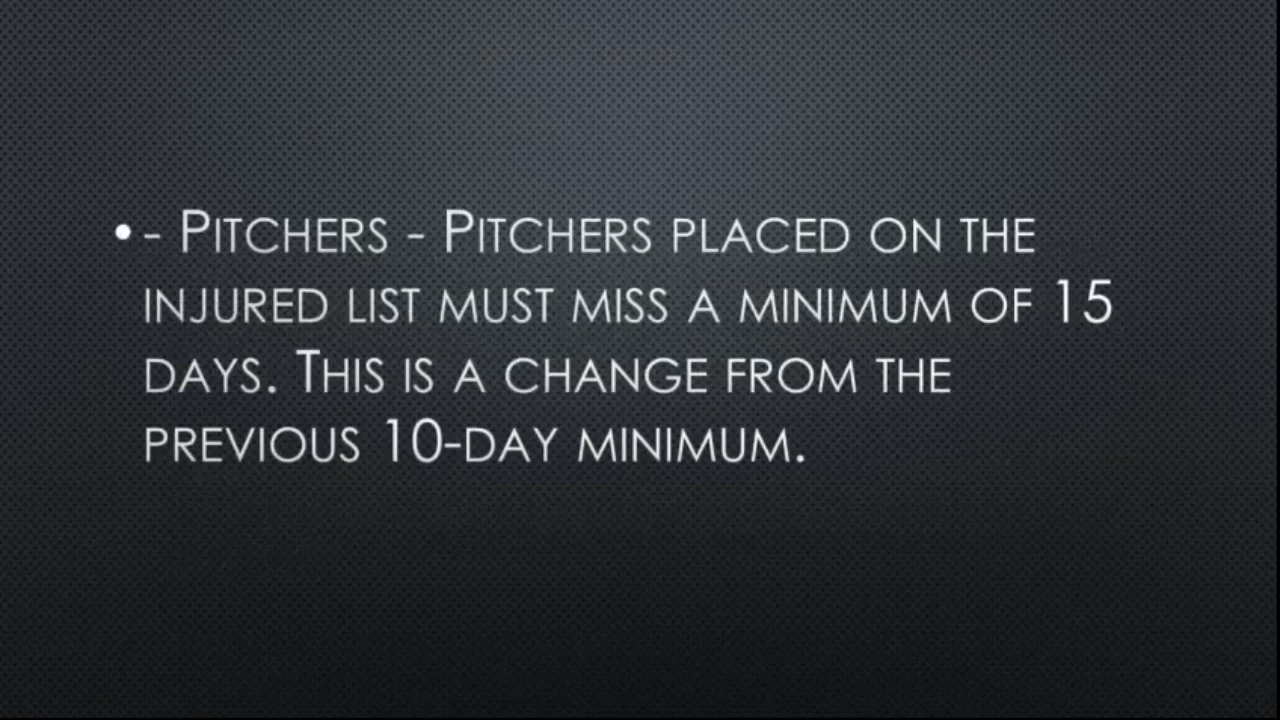 • - Pitchers - Pitchers placed on the
injured list must miss a minimum of 15
days. This is a change from the
previous 10-day minimum.